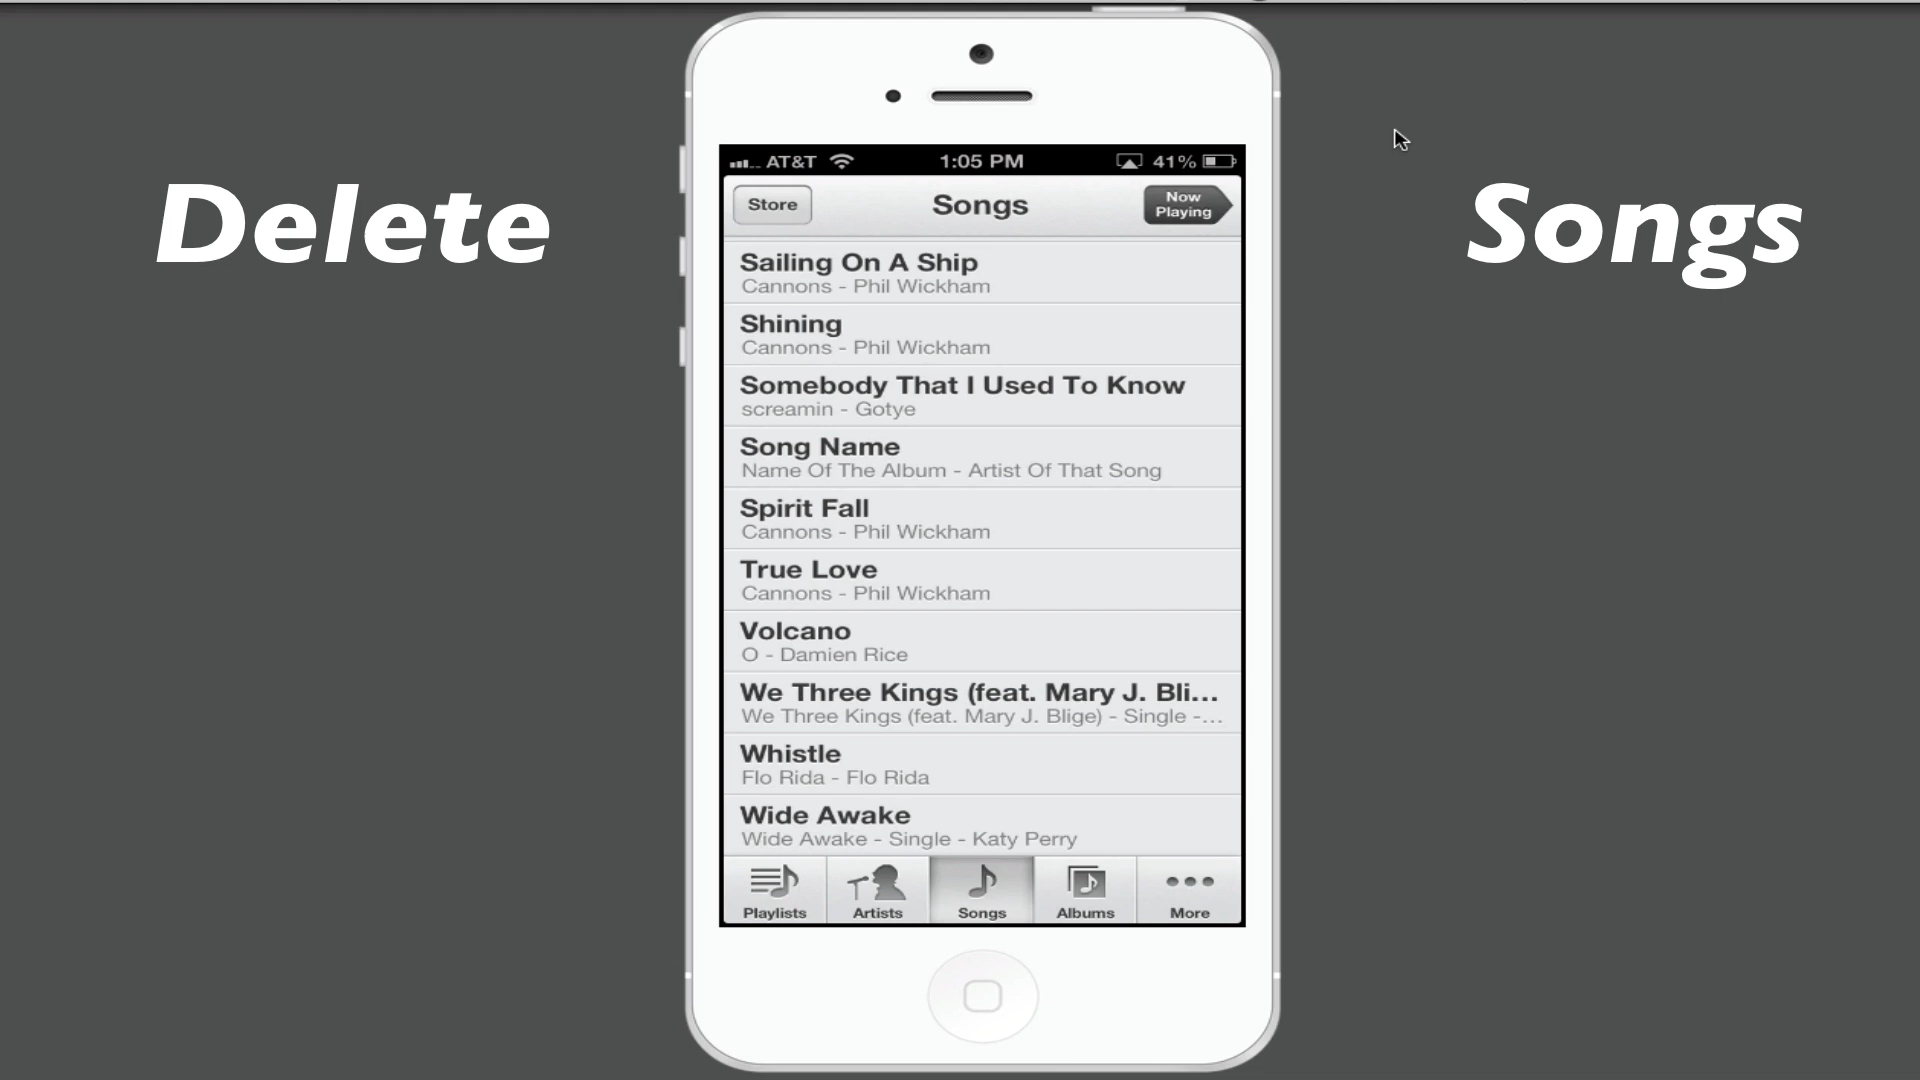 Delete
Songs
AT&T
1:05 PM
41%
Store
Songs
Now
Playing
Sailing On A Ship
Cannons - Phil Wickham
Shining
Cannons - Phil Wickham
Somebody That I Used To Know
screamin - Gotye
Song Name
Name Of The Album - Artist Of That Song
Spirit Fall
Cannons - Phil Wickham
True Love
Cannons - Phil Wickham
Volcano
O - Damien Rice
We Three Kings (feat. Mary J. Bli...
We Three Kings (feat. Mary J. Blige) - Single -...
Whistle
Flo Rida - Flo Rida
Wide Awake
Wide Awake - Single - Katy Perry
Playlists
Artists
Songs
Albums
More